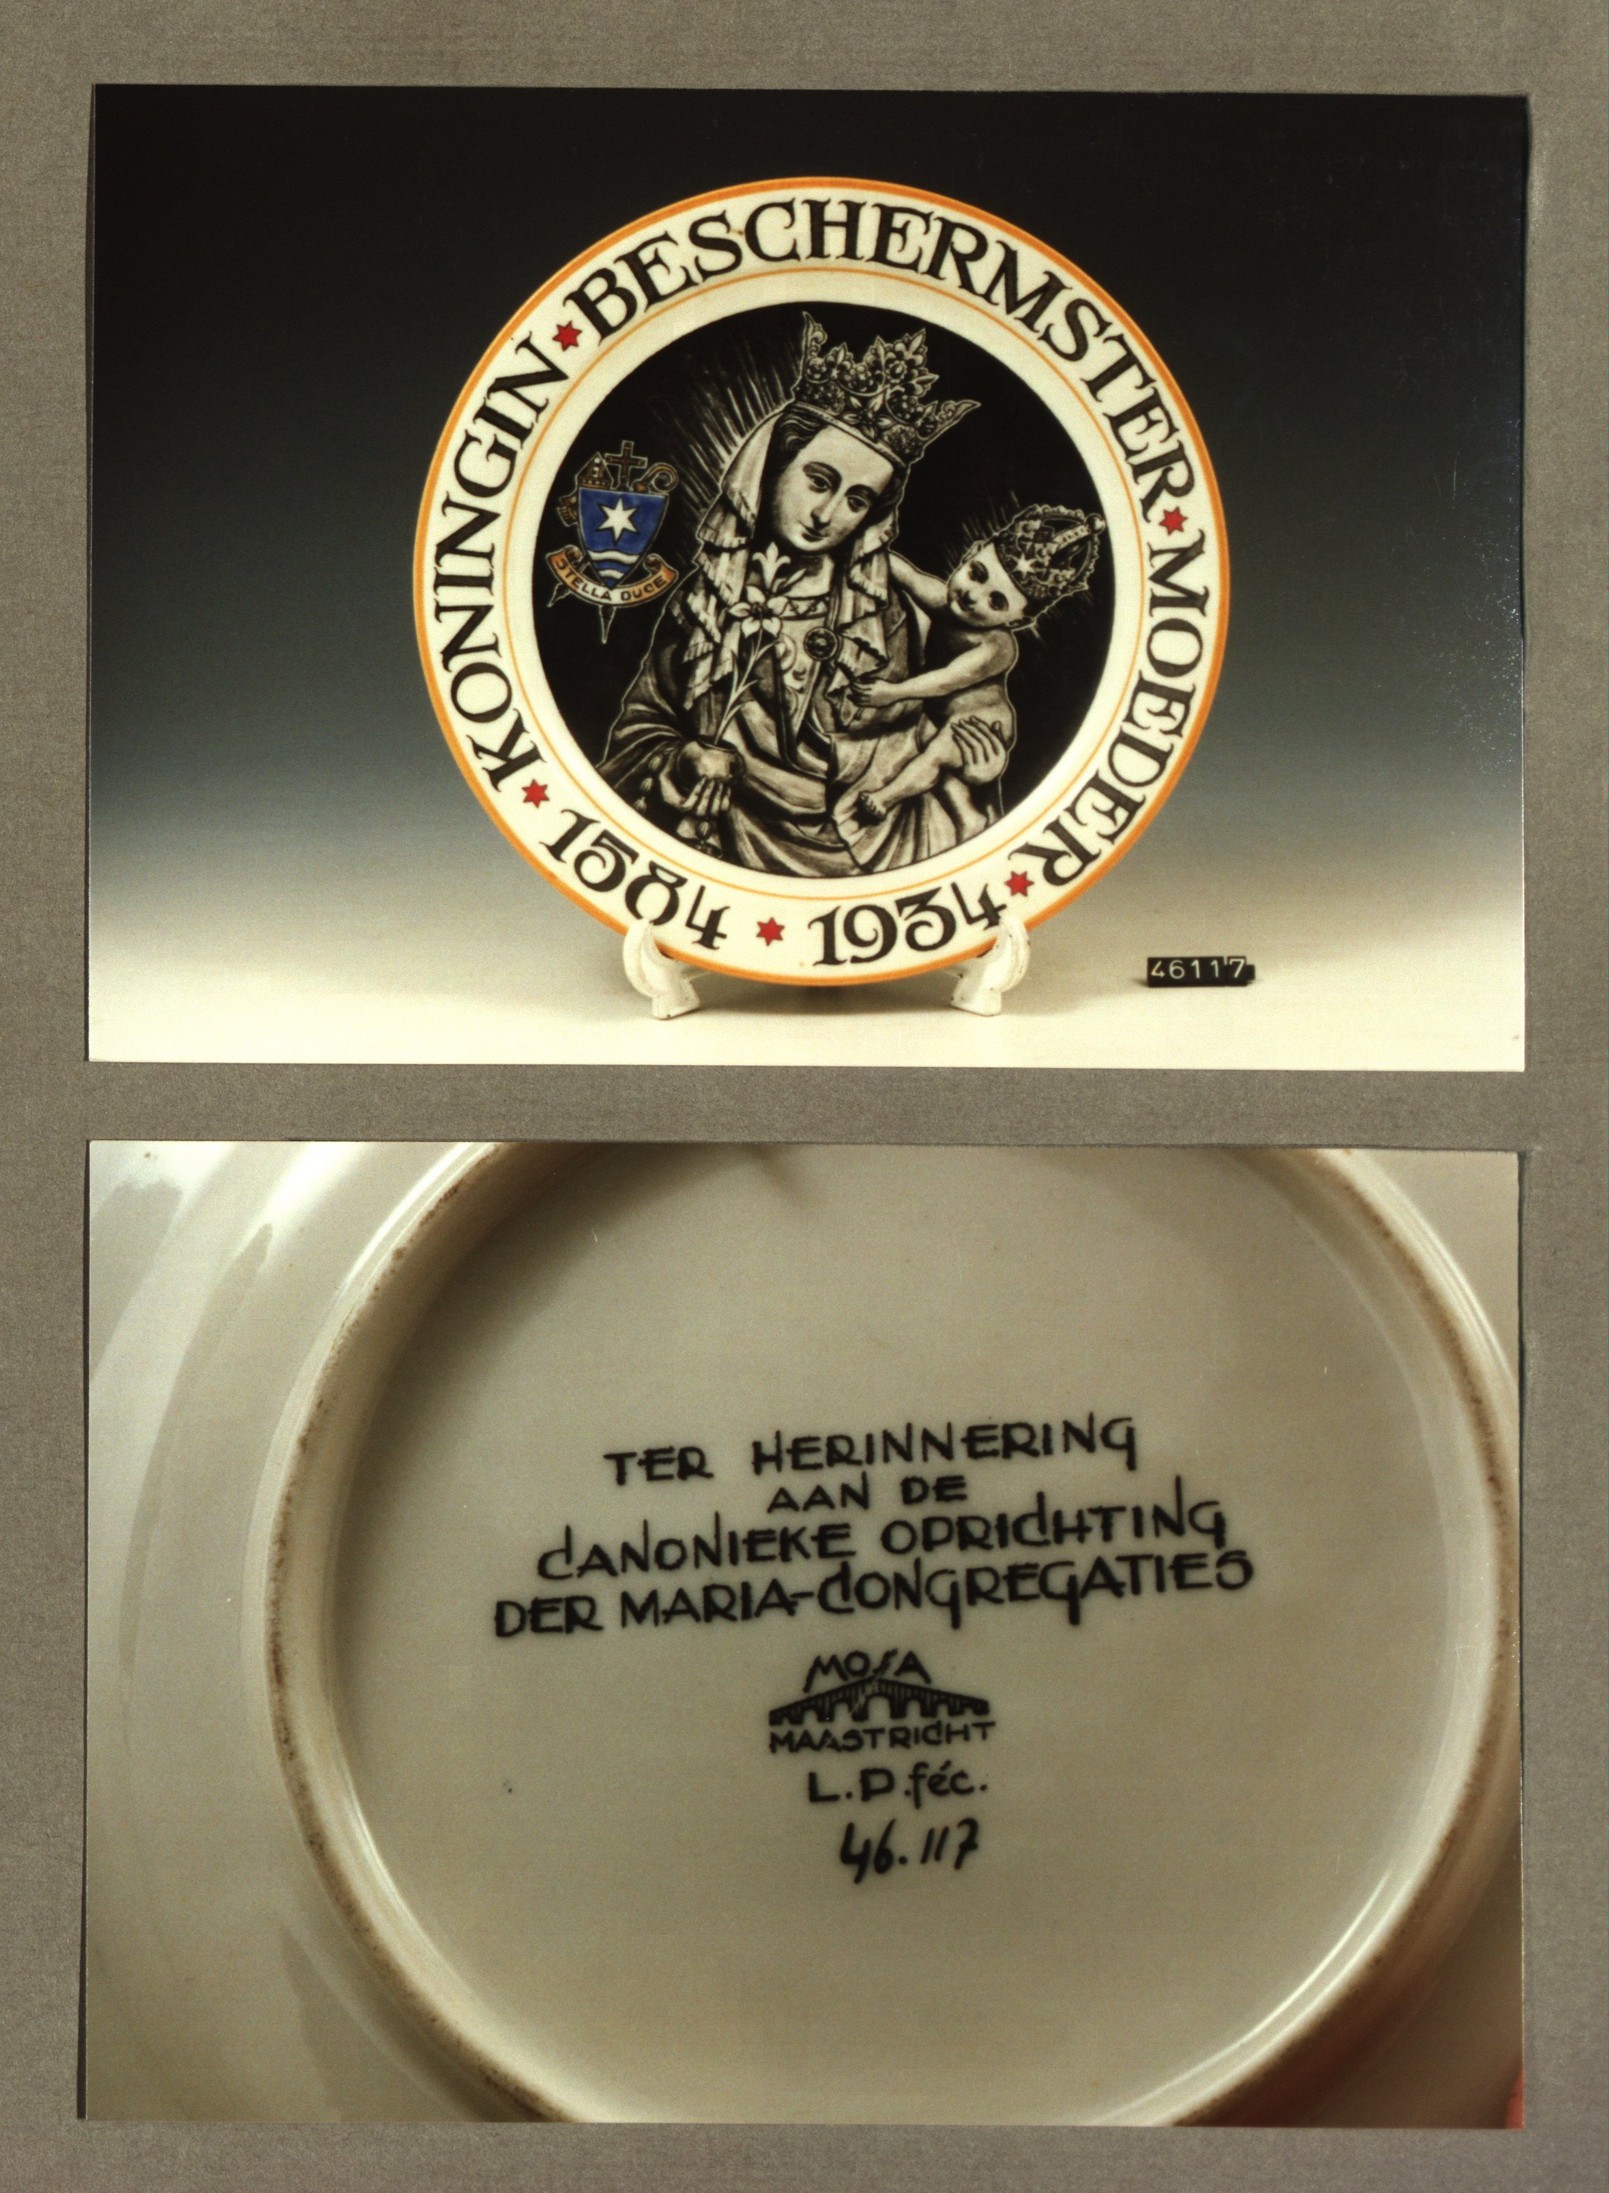 KONINGIN * BESCHERMSTER * MOEDER * 1584 * 1934 *
STELLA DUCE
46117
TER HERINNERING
AAN DE
CANONIEKE OPRICHTING
DER MARIA-CONGREGATIES
MOSA
MAASTRICHT
L.P. féc.
46.117